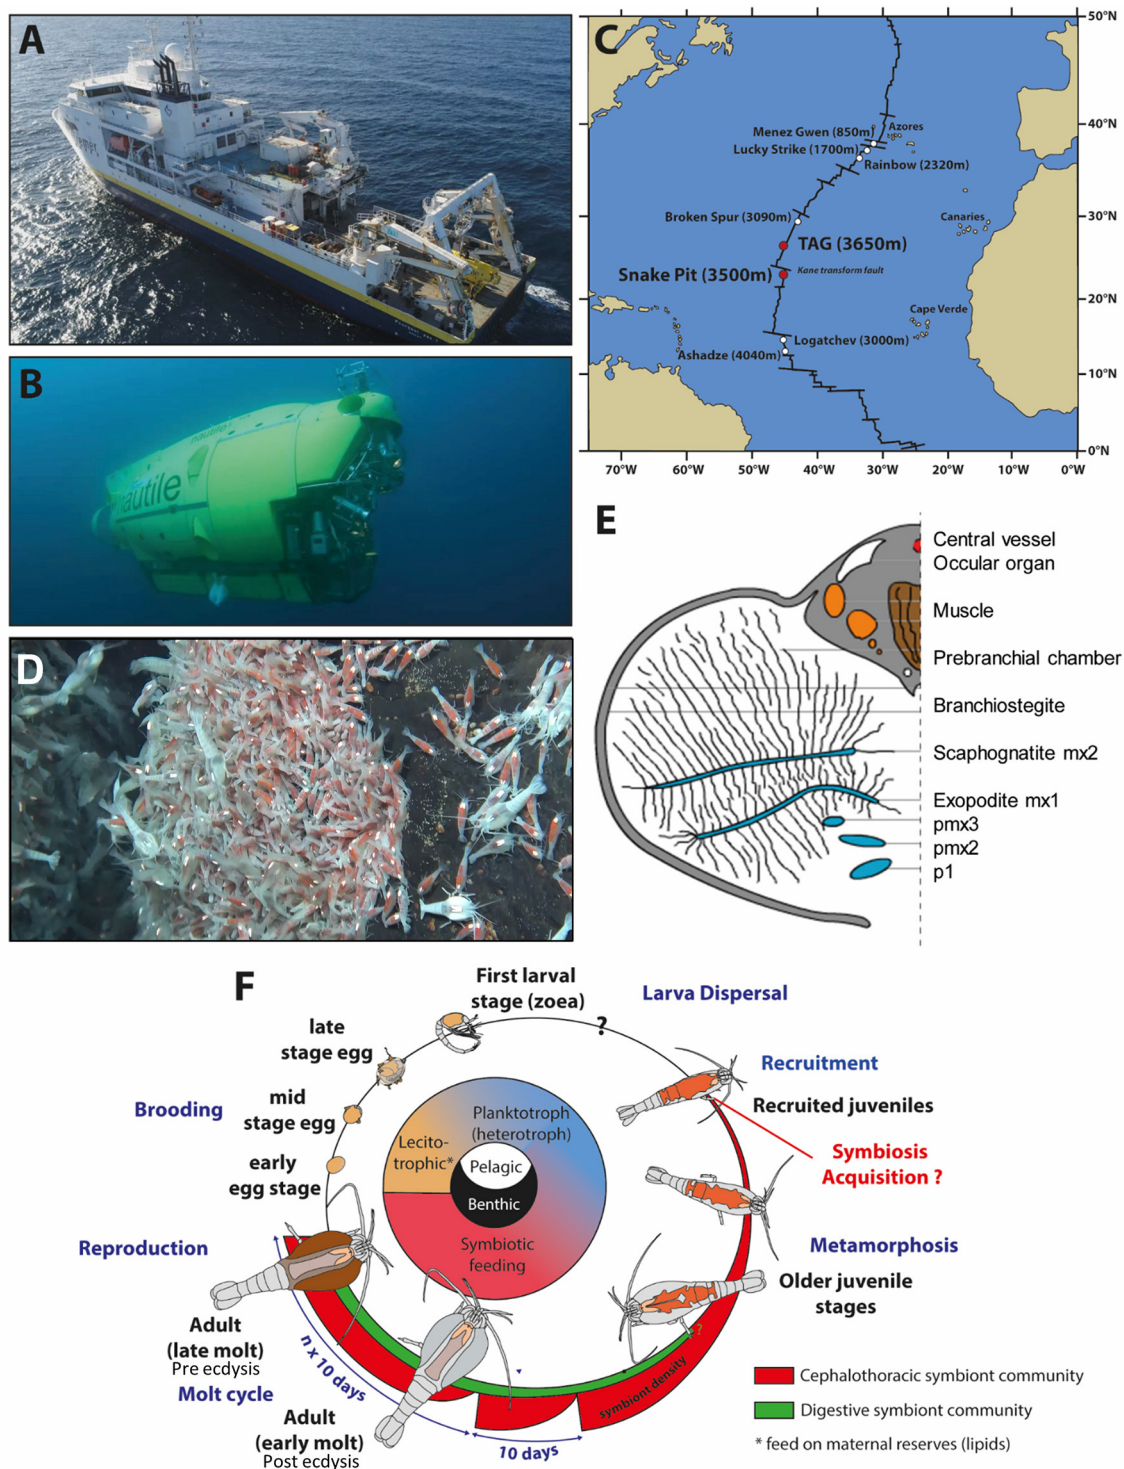 A
B
nautile
nautile
D
C
50°N
40°N
30°N
20°N
10°N
0°N
70°W
60°W
50°W
40°W
30°W
20°W
10°W
0°W
Menez Gwen (850m)
Azores
Lucky Strike (1700m)
Rainbow (2320m)
Broken Spur (3090m)
Canaries
TAG (3650m)
Kane transform fault
Snake Pit (3500m)
Cape Verde
Logatchev (3000m)
Ashadze (4040m)
E
Central vessel
Occular organ
Muscle
Prebranchial chamber
Branchiostegite
Scaphognatite mx2
Exopodite mx1
pmx3
pmx2
p1
F
First larval
stage (zoea)
?
Larva Dispersal
late
stage egg
Recruitment
mid
stage egg
Brooding
Recruited juveniles
early
egg stage
Symbiosis
Acquisition ?
Planktotroph
(heterotroph)
Lecito-
trophic*
Pelagic
Benthic
Symbiotic
feeding
Reproduction
Metamorphosis
Older juvenile
stages
?
Adult
(late molt)
Pre ecdysis
n x 10 days
Molt cycle
symbiont density
Adult
(early molt)
Post ecdysis
10 days
Cephalothoracic symbiont community
Digestive symbiont community
* feed on maternal reserves (lipids)